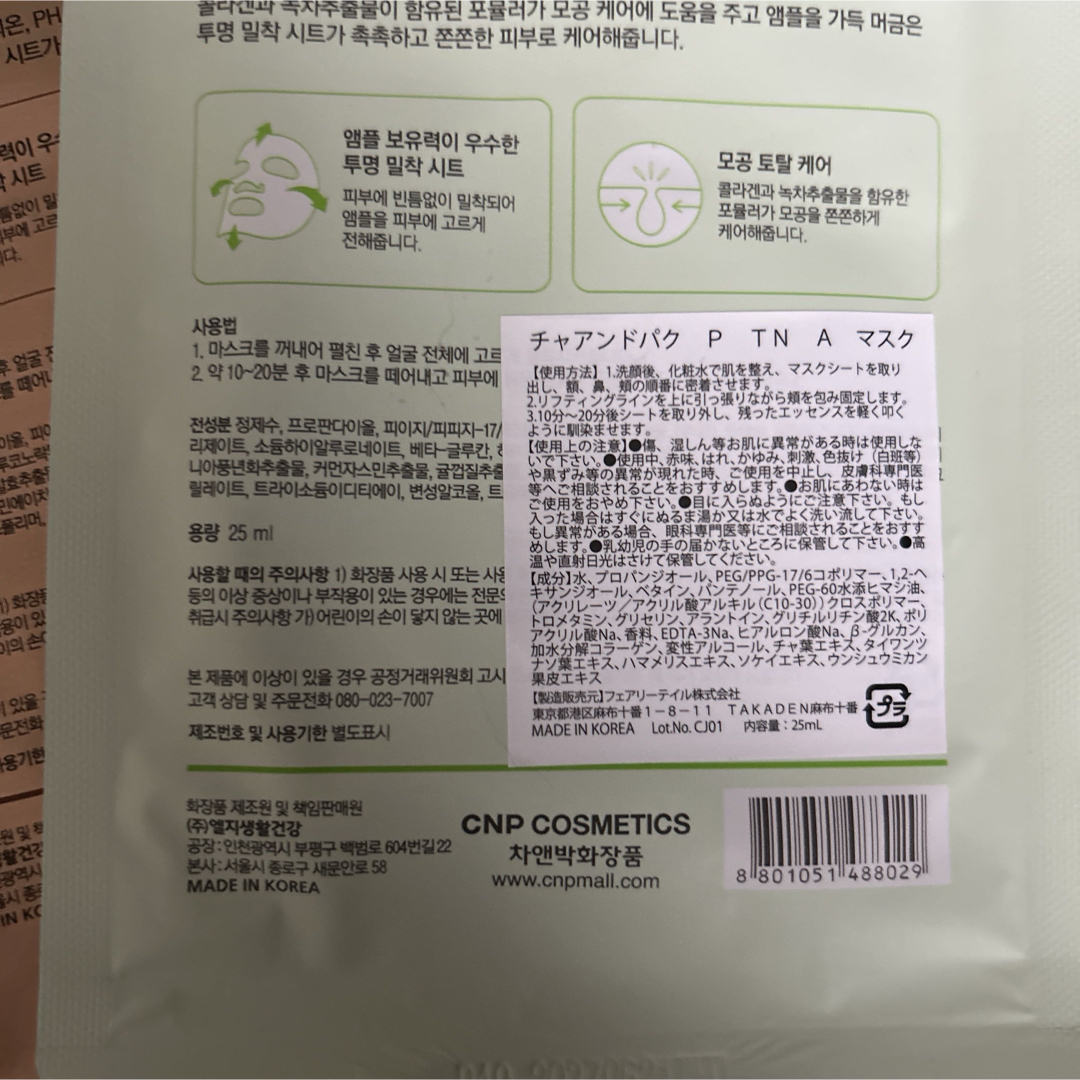 콜라겐과 녹차추출물이 함유된 포뮬러가 모공 케어에 도움을 주고 앰플을 가득 머금은
투명 밀착 시트가 촉촉하고 쫀쫀한 피부로 케어해줍니다.
앰플 보유력이 우수한
투명 밀착 시트
피부에 빈틈없이 밀착되어
앰플을 피부에 고르게
전해줍니다.
모공 토탈 케어
콜라겐과 녹차추출물을 함유한
포뮬러가 모공을 쫀쫀하게
케어해줍니다.
사용법
1. 마스크를 꺼내어 펼친 후 얼굴 전체에 고르
2. 약 10~20분 후 마스크를 떼어내고 피부에
전성분 정제수, 프로판다이올, 피이지/피피지-17/
리제이트, 소듐하이알루로네이트, 베타-글루칸,
니아풍년화추출물, 커먼자스민추출물, 귤껍질추출
릴레이트, 트라이소듐이디티에이, 변성알코올, 트
용량 25 ml
사용할 때의 주의사항 1) 화장품 사용 시 또는 사용
등의 이상 증상이나 부작용이 있는 경우에는 전문
취급시 주의사항 가) 어린이의 손이 닿지 않는 곳에
본 제품에 이상이 있을 경우 공정거래위원회 고시
고객 상담 및 주문전화 080-023-7007
제조번호 및 사용기한 별도표시
チャアンドパク P TN A マスク
【使用方法】1.洗顔後、化粧水で肌を整え、マスクシートを取り
出し、額、鼻、頬の順番に密着させます。
2.リフティングラインを上に引っ張りながら頬を包み固定します。
3.10分〜20分後シートを取り外し、残ったエッセンスを軽く叩く
ように馴染ませます。
【使用上の注意】●傷、湿しん等お肌に異常がある時は使用しな
いで下さい。●使用中、赤味、はれ、かゆみ、刺激、色抜け（白斑等）
や黒ずみ等の異常が現れた時、ご使用を中止し、皮膚科専門医
等へご相談されることをおすすめします。●お肌にあわない時は
ご使用をおやめ下さい。●目に入らぬようにご注意下さい。もし
入った場合はすぐにぬるま湯か又は水でよく洗い流して下さい。
もし異常がある場合、眼科専門医等にご相談されることをおすす
めします。●乳幼児の手の届かないところに保管して下さい。●高
温や直射日光はさけて保管してください。
【成分】水、プロパンジオール、PEG/PPG-17/6コポリマー、1,2-ヘ
キサンジオール、ベタイン、パンテノール、PEG-60水添ヒマシ油、
（アクリレーツ／アクリル酸アルキル（C10-30））クロスポリマー、
トロメタミン、グリセリン、アラントイン、グリチルリチン酸2K、ポリ
アクリル酸Na、香料、EDTA-3Na、ヒアルロン酸Na、β-グルカン、
加水分解コラーゲン、変性アルコール、チャ葉エキス、タイワンツ
ナソ葉エキス、ハマメリスエキス、ソケイエキス、ウンシュウミカン
果皮エキス
【製造販売元】フェアリーテイル株式会社
東京都港区麻布十番1－8－11 TAKADEN麻布十番
MADE IN KOREA Lot.No. CJ01 内容量：25mL
プラ
화장품 제조원 및 책임판매원
(주)엘지생활건강
공장 : 인천광역시 부평구 백범로 604번길 22
본사 : 서울시 종로구 새문안로 58
MADE IN KOREA
CNP COSMETICS
차앤박화장품
www.cnpmall.com
8 801051 488029